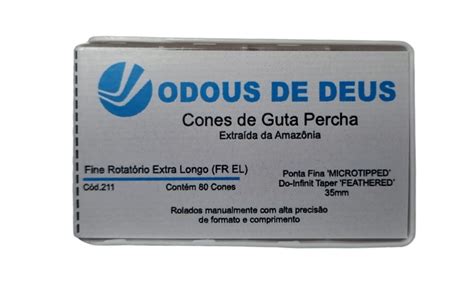 ODOUS DE DEUS
Cones de Guta Percha
Extraída da Amazônia
Fine Rotatório Extra Longo (FR EL)
Cód.211 Contém 80 Cones
Ponta Fina 'MICROTIPPED'
Do-Infinit Taper 'FEATHERED'
35mm
Rolados manualmente com alta precisão
de formato e comprimento